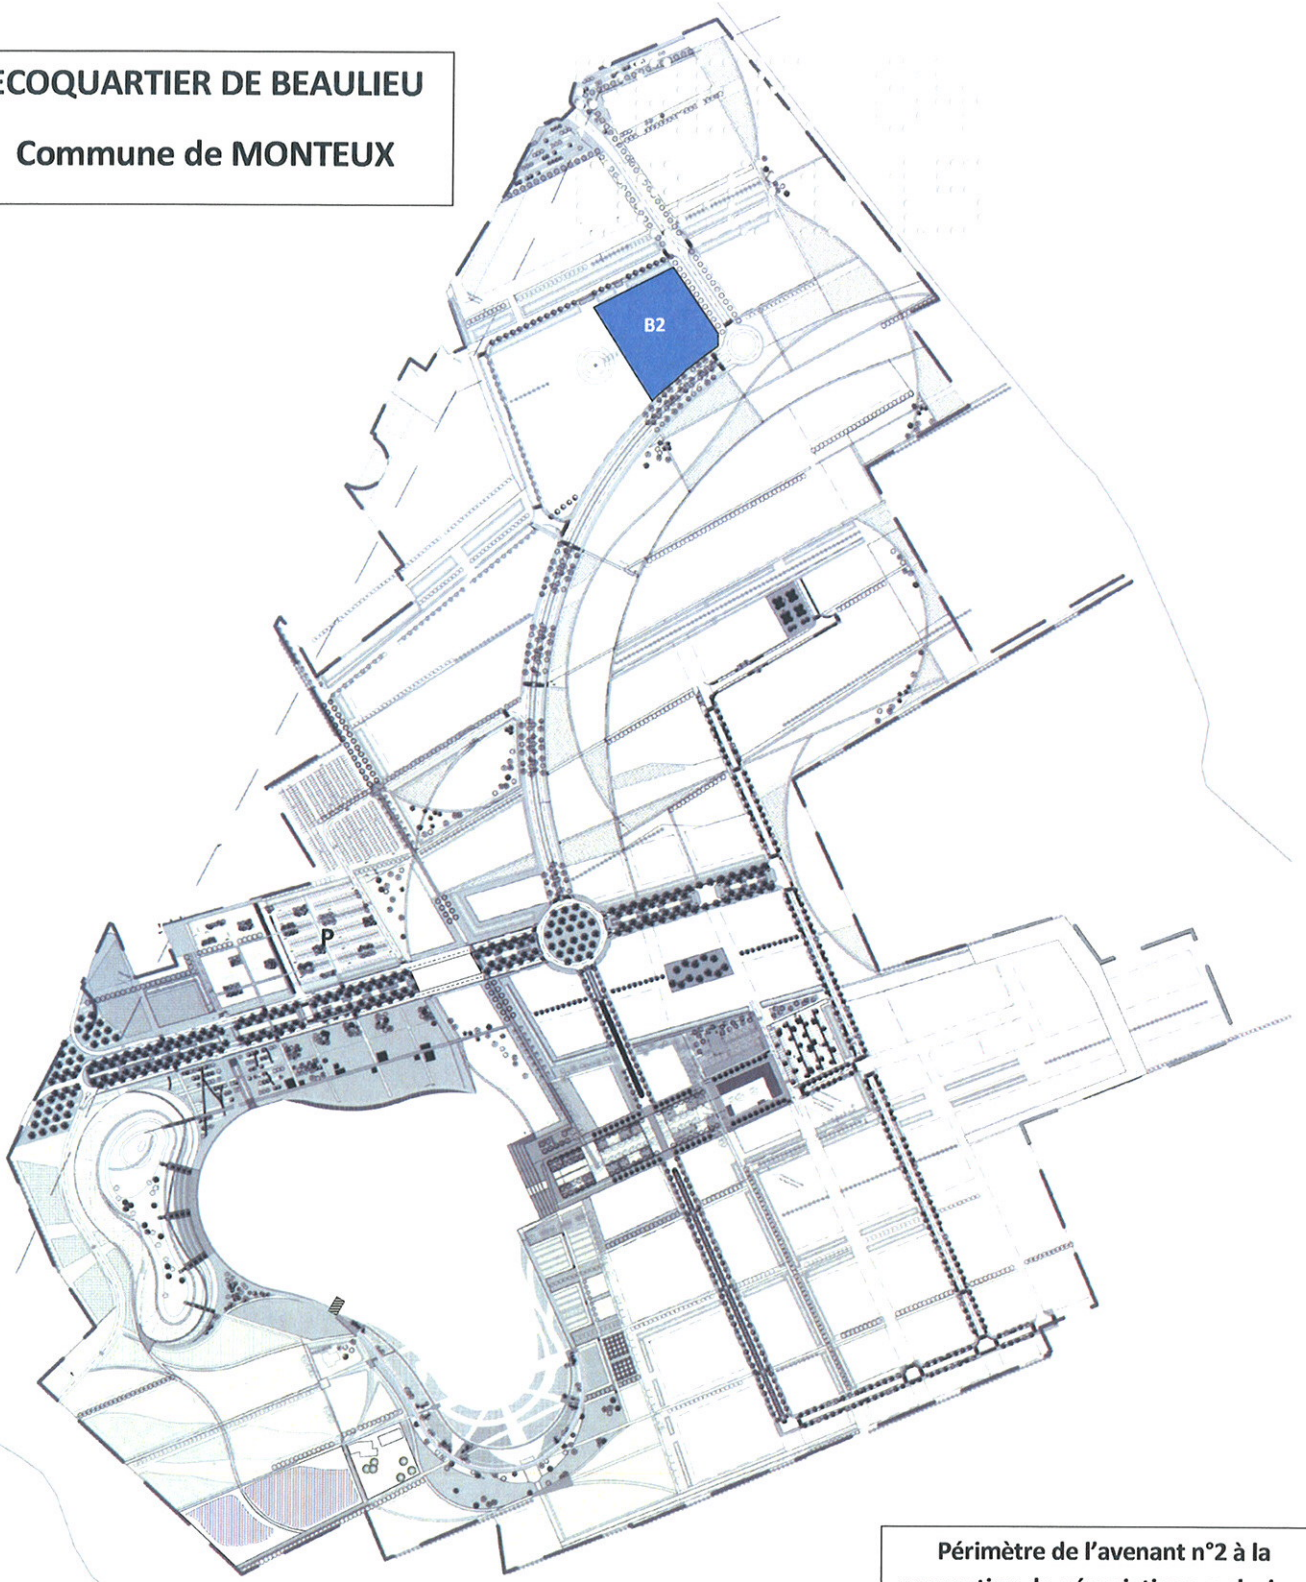 ECOQUARTIER DE BEAULIEU
Commune de MONTEUX
B2
P
Périmètre de l'avenant n°2 à la